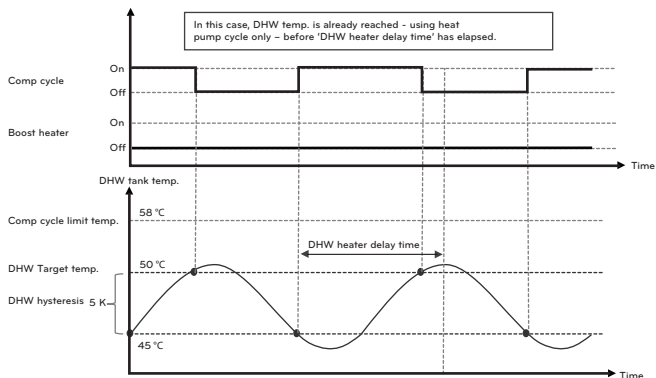 In this case, DHW temp. is already reached - using heat
pump cycle only – before 'DHW heater delay time' has elapsed.
On
Comp cycle
Off
On
Boost heater
Off
Time
DHW tank temp.
58 °C
Comp cycle limit temp.
DHW heater delay time
50 °C
DHW Target temp.
DHW hysteresis 5 K
45 °C
Time